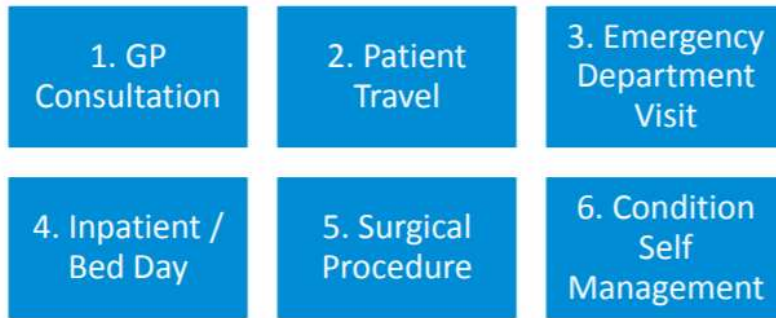 1. GP
Consultation
2. Patient
Travel
3. Emergency
Department
Visit
4. Inpatient /
Bed Day
5. Surgical
Procedure
6. Condition
Self
Management